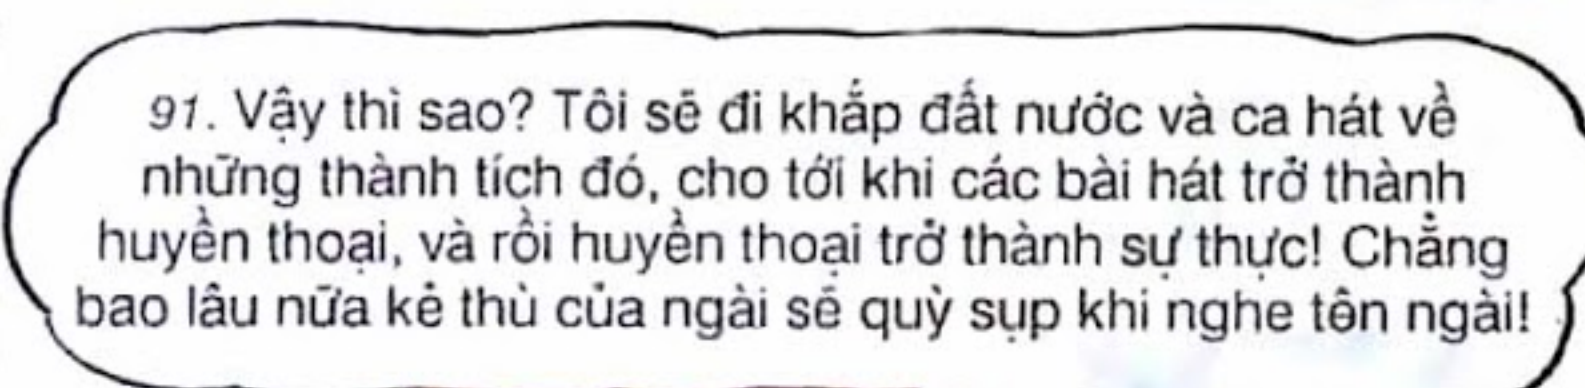 91. Vậy thì sao? Tôi sẽ đi khắp đất nước và ca hát về
những thành tích đó, cho tới khi các bài hát trở thành
huyền thoại, và rồi huyền thoại trở thành sự thực! Chẳng
bao lâu nữa kẻ thù của ngài sẽ quỳ sụp khi nghe tên ngài!